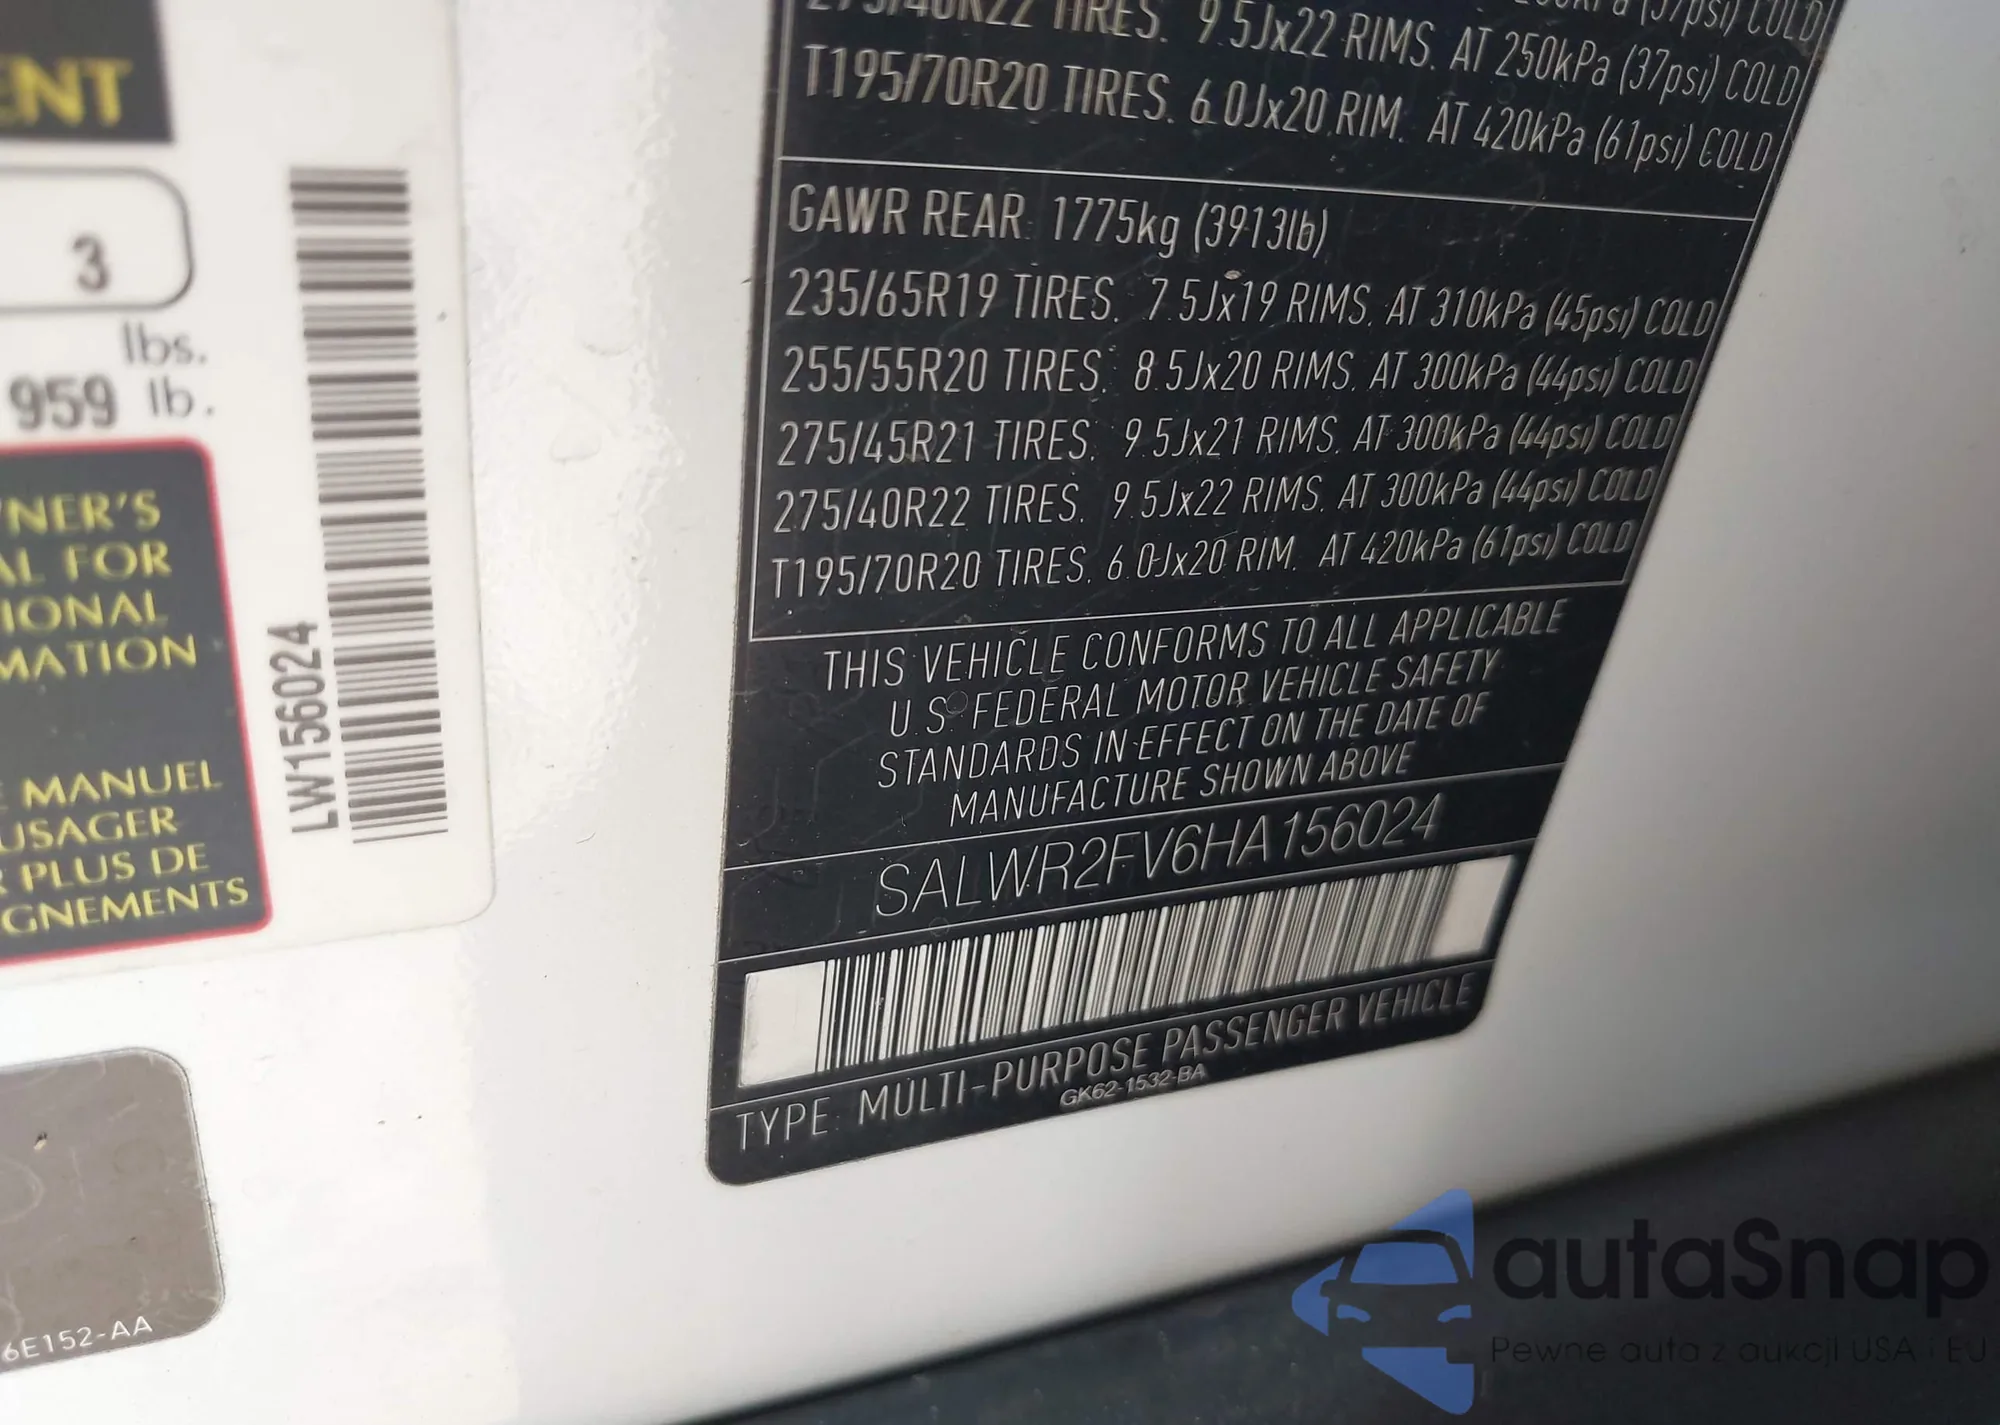 ENT
3
lbs.
959 lb.
NER'S
AL FOR
IONAL
MATION
MANUEL
USAGER
PLUS DE
GNEMENTS
LW156024
6E152-AA
275/40R22 TIRES. 9.5Jx22 RIMS. AT 250kPa (37psi) COLD
T195/70R20 TIRES. 6.0Jx20 RIM. AT 420kPa (61psi) COLD
GAWR REAR: 1775kg (3913lb)
235/65R19 TIRES. 7.5Jx19 RIMS. AT 310kPa (45psi) COLD
255/55R20 TIRES. 8.5Jx20 RIMS. AT 300kPa (44psi) COLD
275/45R21 TIRES. 9.5Jx21 RIMS. AT 300kPa (44psi) COLD
275/40R22 TIRES. 9.5Jx22 RIMS. AT 300kPa (44psi) COLD
T195/70R20 TIRES. 6.0Jx20 RIM. AT 420kPa (61psi) COLD
THIS VEHICLE CONFORMS TO ALL APPLICABLE
U.S. FEDERAL MOTOR VEHICLE SAFETY
STANDARDS IN EFFECT ON THE DATE OF
MANUFACTURE SHOWN ABOVE
SALWR2FV6HA156024
TYPE: MULTI-PURPOSE PASSENGER VEHICLE
GK62-1532-BA
autaSnap
Pewne auta z aukcji USA i EU